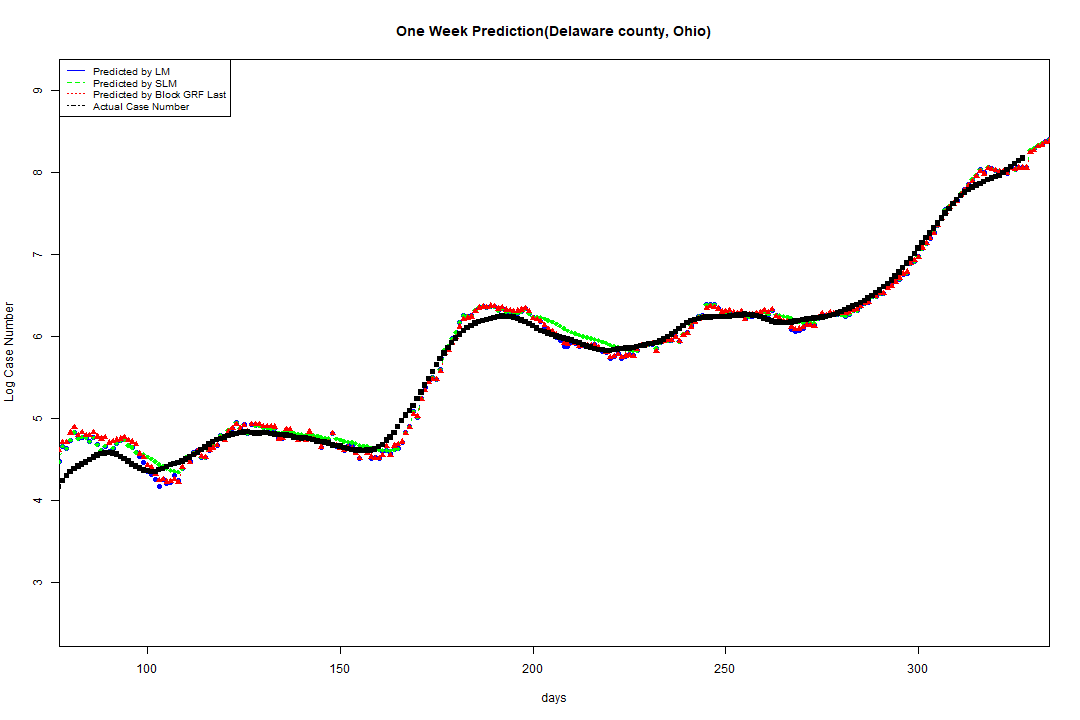 One Week Prediction(Delaware county, Ohio)
Predicted by LM
Predicted by SLM
Predicted by Block GRF Last
Actual Case Number
Log Case Number
9
8
7
6
5
4
3
100 150 200 250 300
days